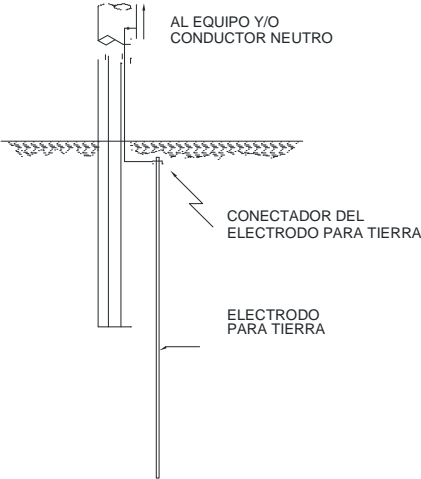 AL EQUIPO Y/O
CONDUCTOR NEUTRO
CONECTADOR DEL
ELECTRODO PARA TIERRA
ELECTRODO
PARA TIERRA